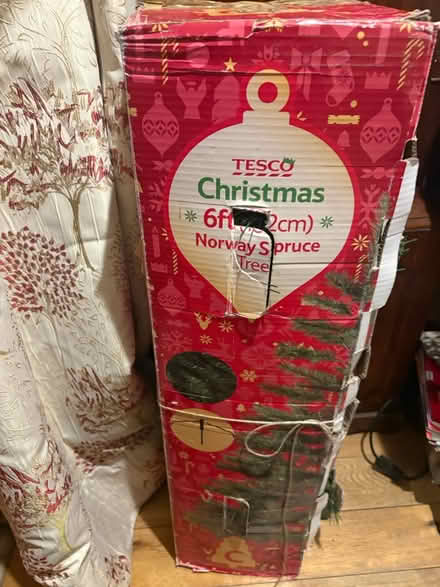 TESCO
Christmas
6ft 2cm)
Norway Spruce
Tree